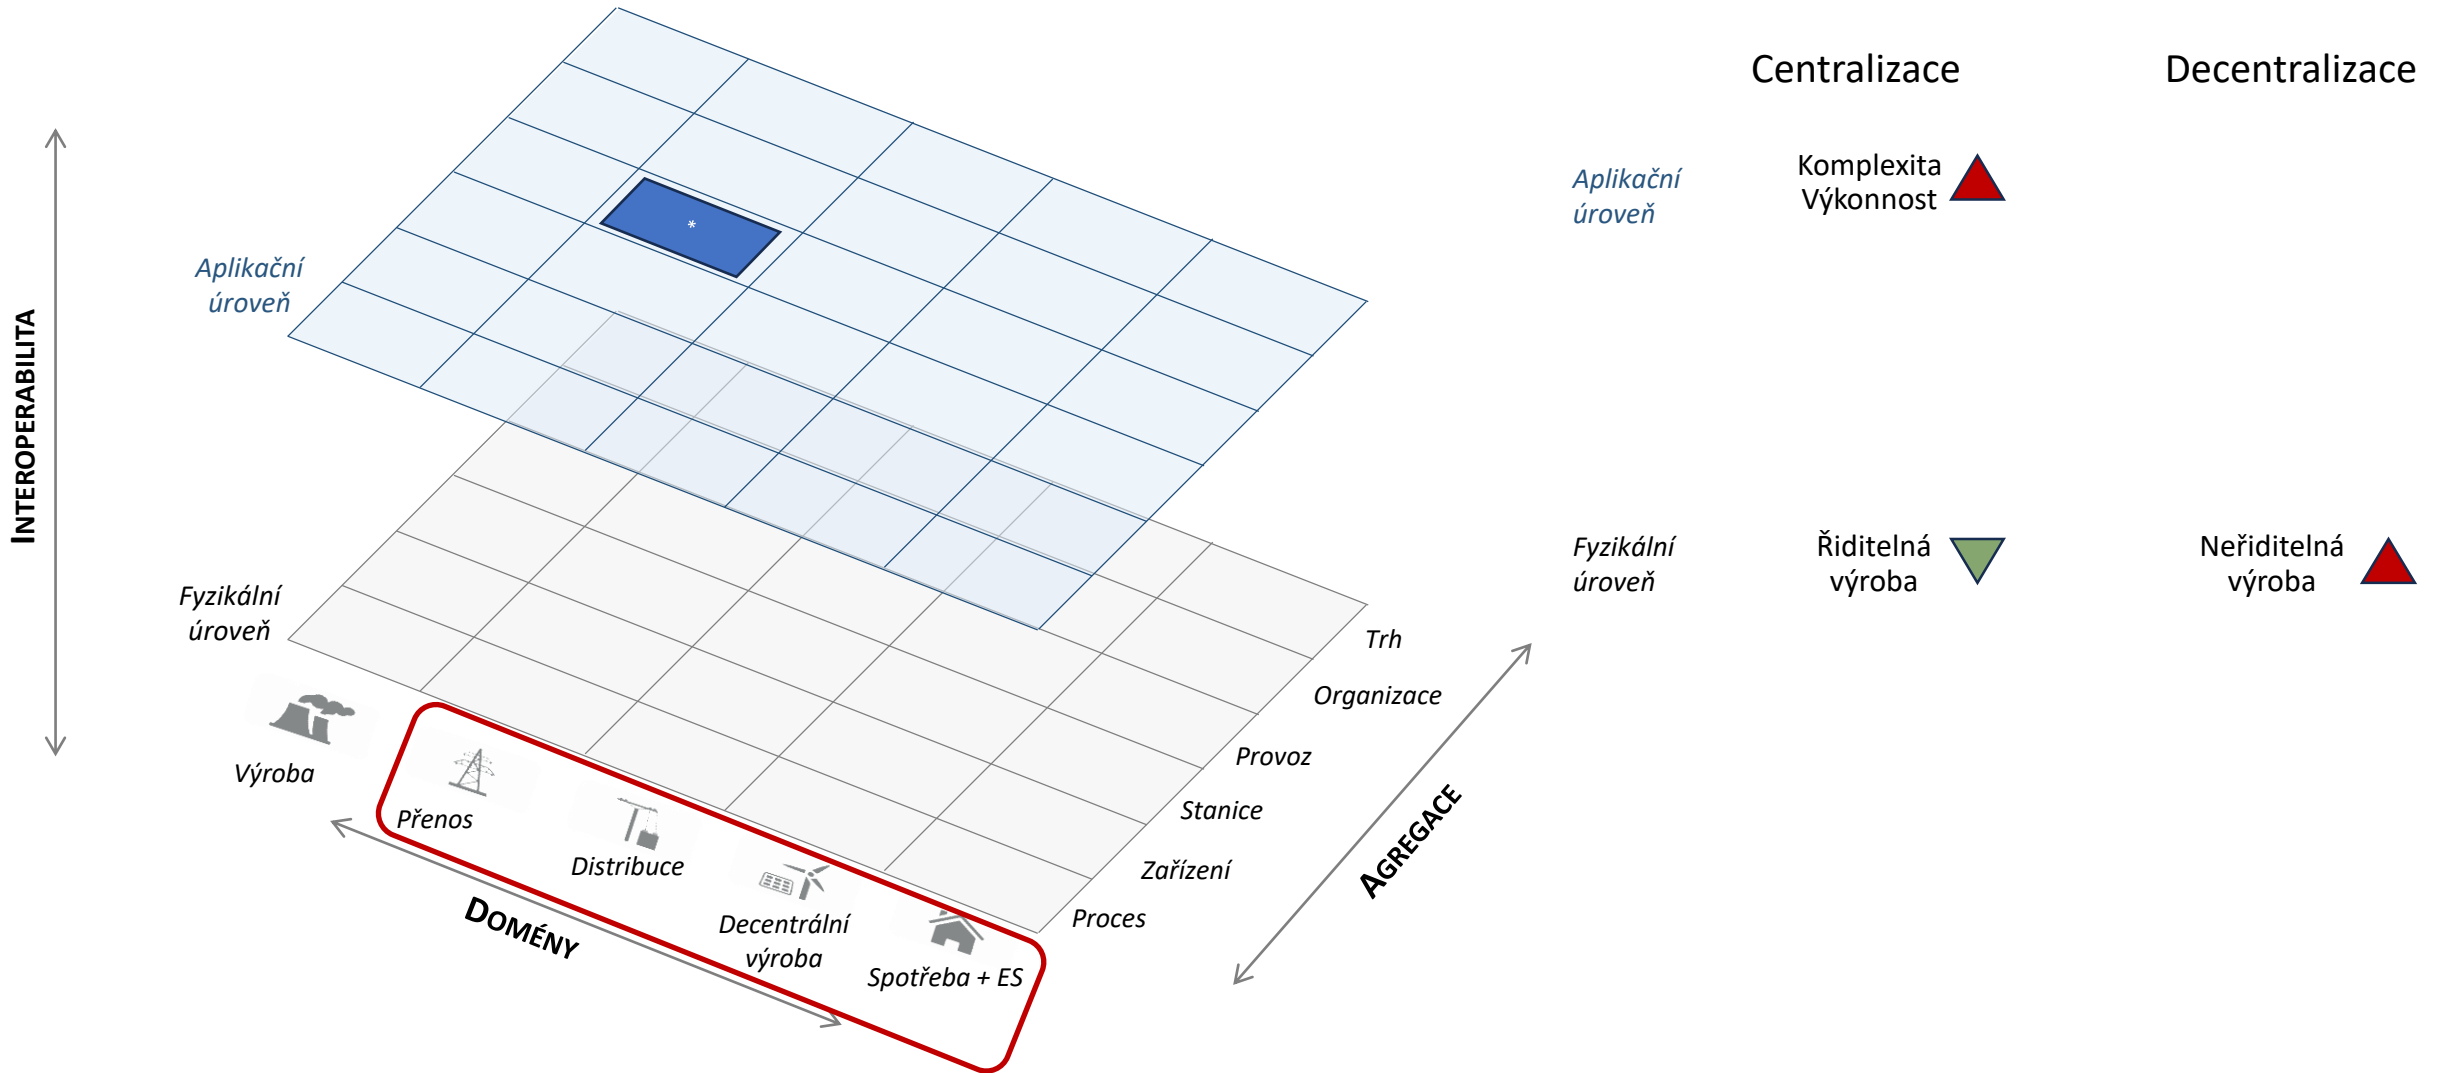 Centralizace
Decentralizace
Aplikační
úroveň
Komplexita
Výkonnost
*
Aplikační
úroveň
INTEROPERABILITA
Fyzikální
úroveň
Řiditelná
výroba
Neřiditelná
výroba
Fyzikální
úroveň
Trh
Organizace
Provoz
Stanice
Zařízení
Proces
AGREGACE
Výroba
Přenos
Distribuce
Decentrální
výroba
Spotřeba + ES
DOMÉNY